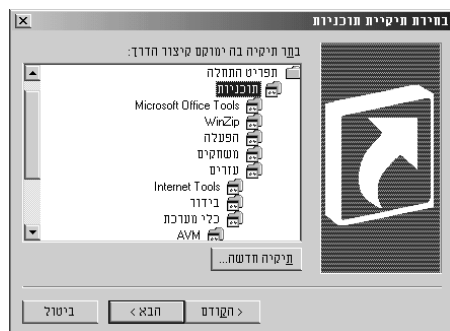 בחירת תיקיית תוכניות
בחר תיקיה בה ימוקם קיצור הדרך:
תפריט התחלה
תוכניות
Microsoft Office Tools
WinZip
הפעלה
משחקים
עזרים
Internet Tools
בידור
כלי מערכת
AVM
תיקיה חדשה...
< הקודם
הבא >
ביטול